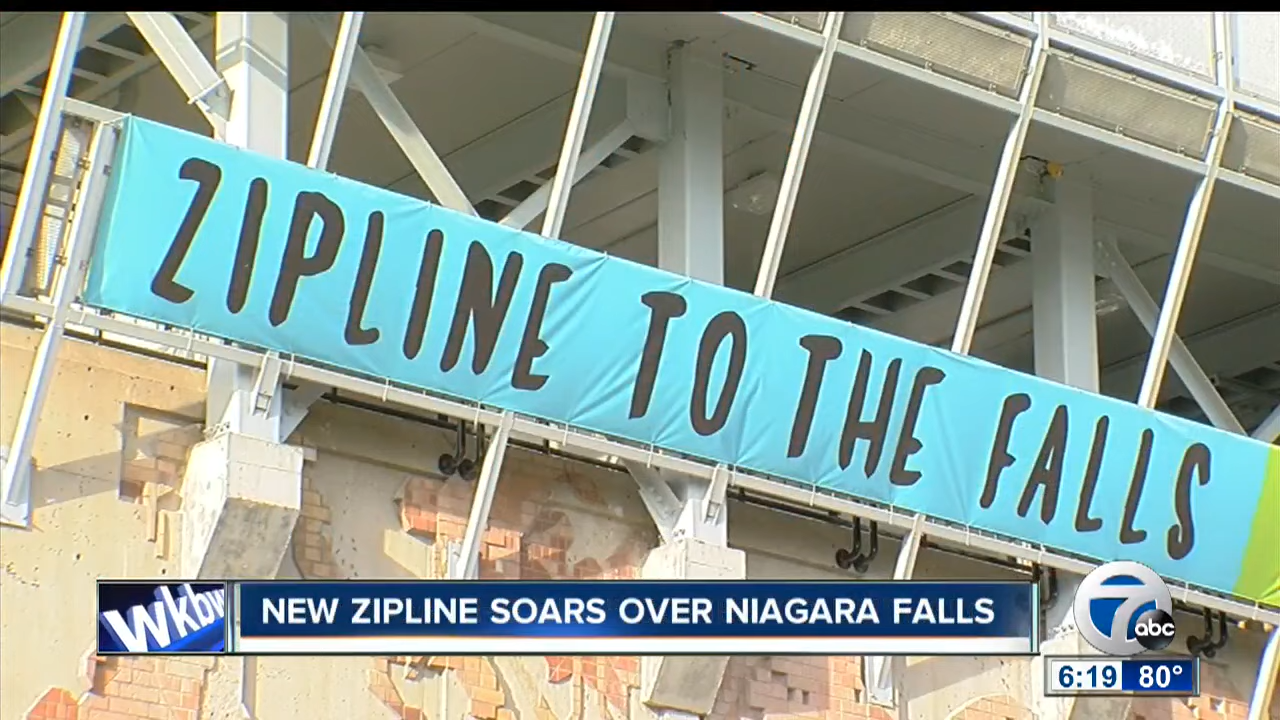 ZIPLINE TO THE FALLS
wkbw
NEW ZIPLINE SOARS OVER NIAGARA FALLS
7
abc
6:19 80°